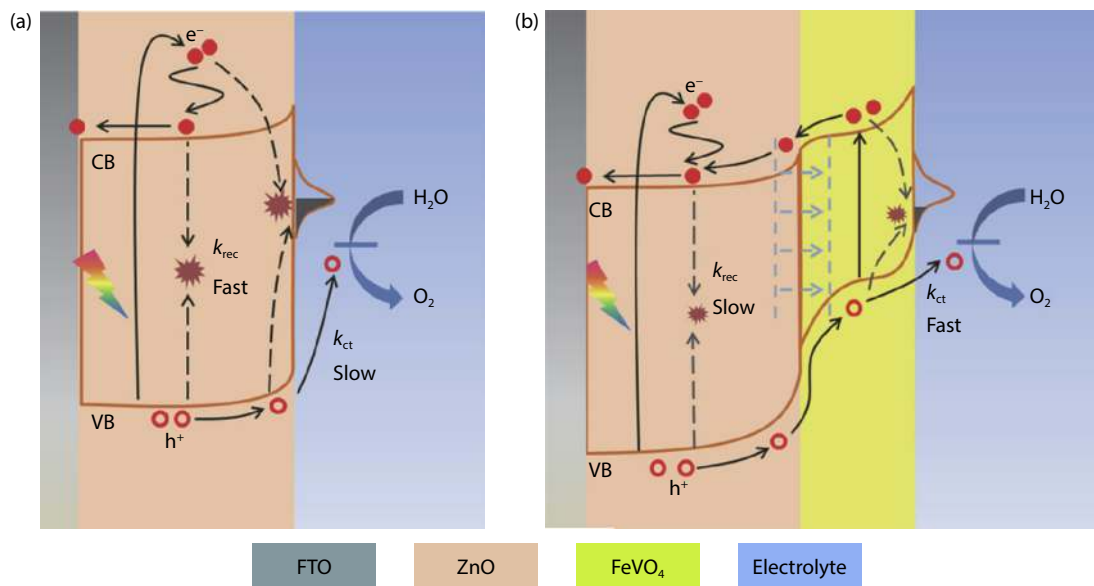 (a)
e⁻
CB
k_rec
Fast
H₂O
O₂
k_ct
Slow
VB
h⁺
(b)
e⁻
CB
k_rec
Slow
H₂O
O₂
k_ct
Fast
VB
h⁺
FTO
ZnO
FeVO₄
Electrolyte